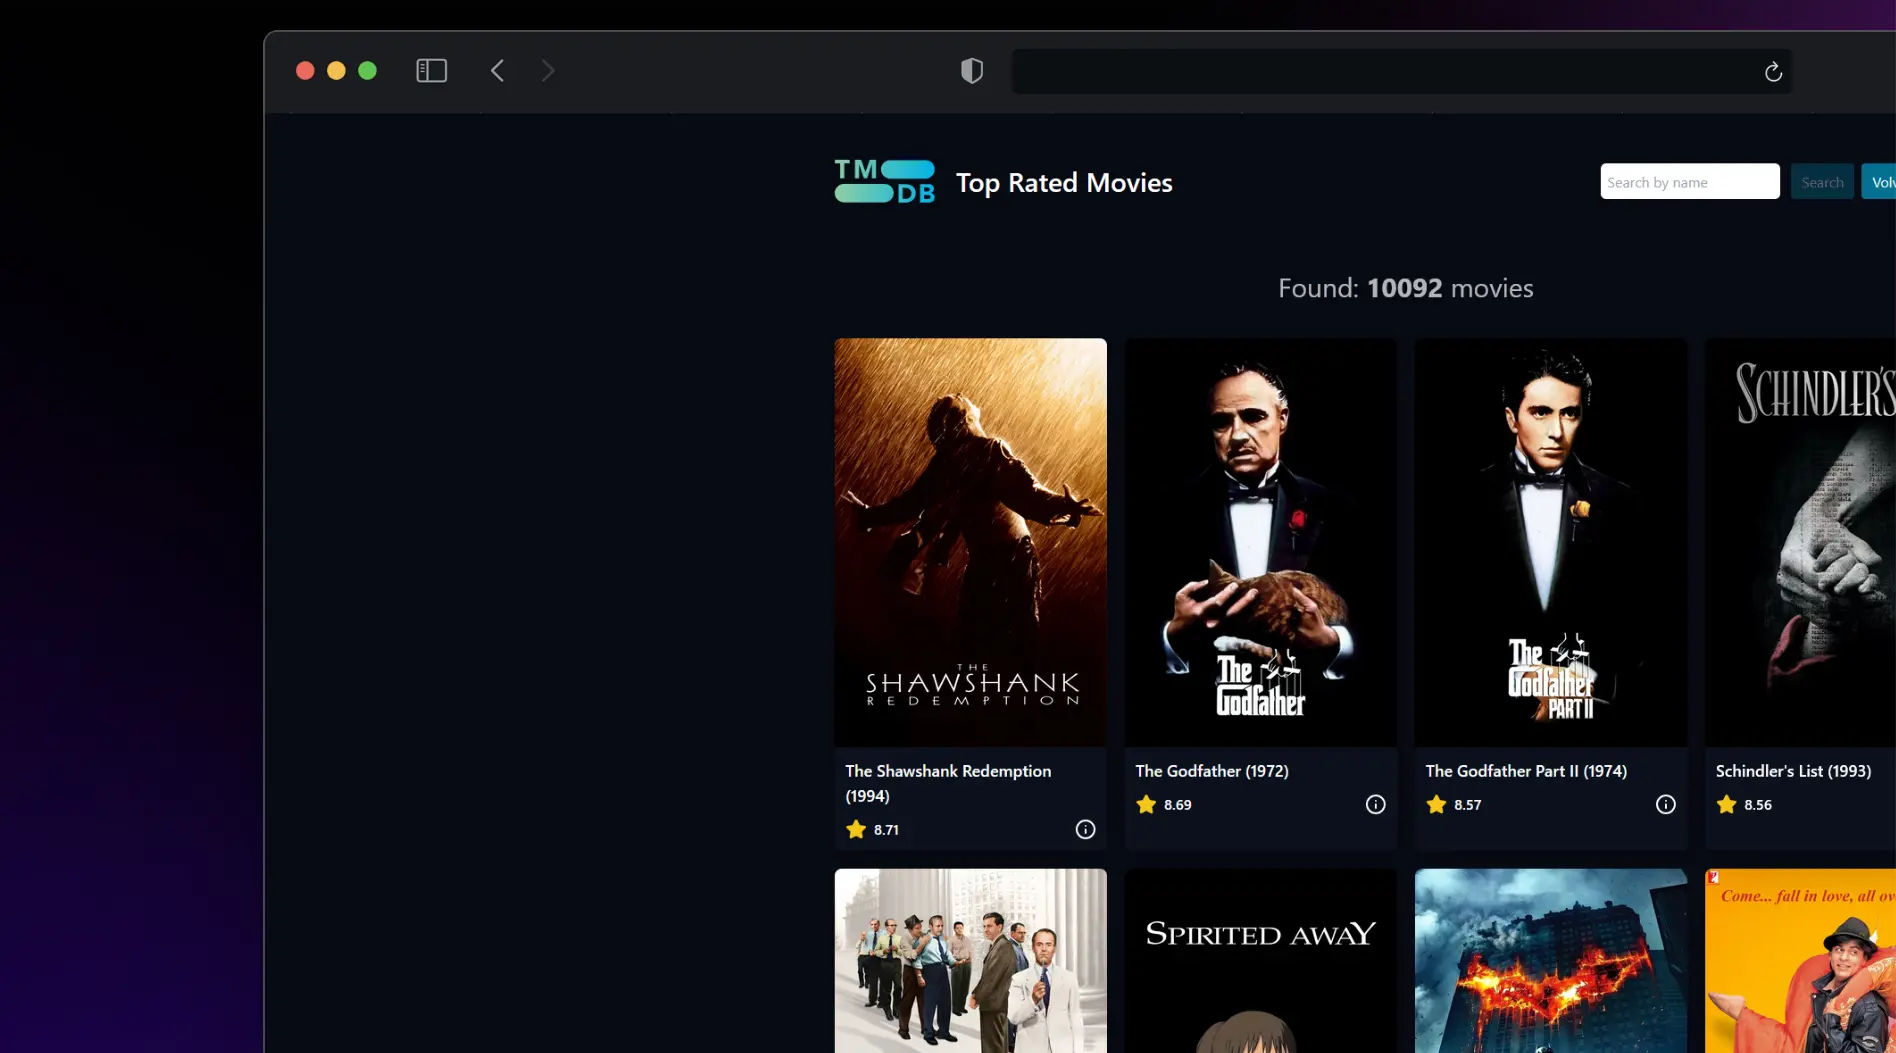 TM
DB
Top Rated Movies
Search by name
Search
Volv
Found: 10092 movies
THE
SHAWSHANK
REDEMPTION
The
Godfather
The
Godfather
PART II
SCHINDLER'S
The Shawshank Redemption
(1994)
8.71
The Godfather (1972)
8.69
The Godfather Part II (1974)
8.57
Schindler's List (1993)
8.56
SPIRITED AWAY
Come... fall in love, all ov